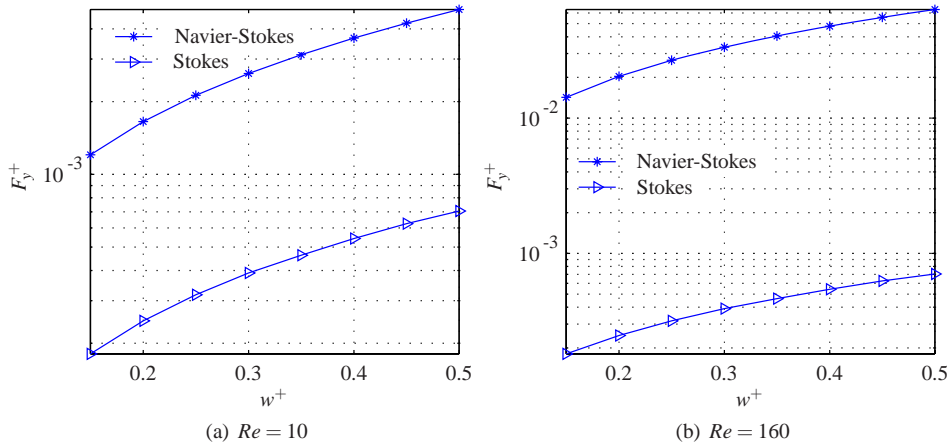 Navier-Stokes
Stokes
F_y^+
10^{-3}
0.2 0.3 0.4 0.5
w^+
(a) Re = 10
Navier-Stokes
Stokes
F_y^+
10^{-2}
10^{-3}
0.2 0.3 0.4 0.5
w^+
(b) Re = 160